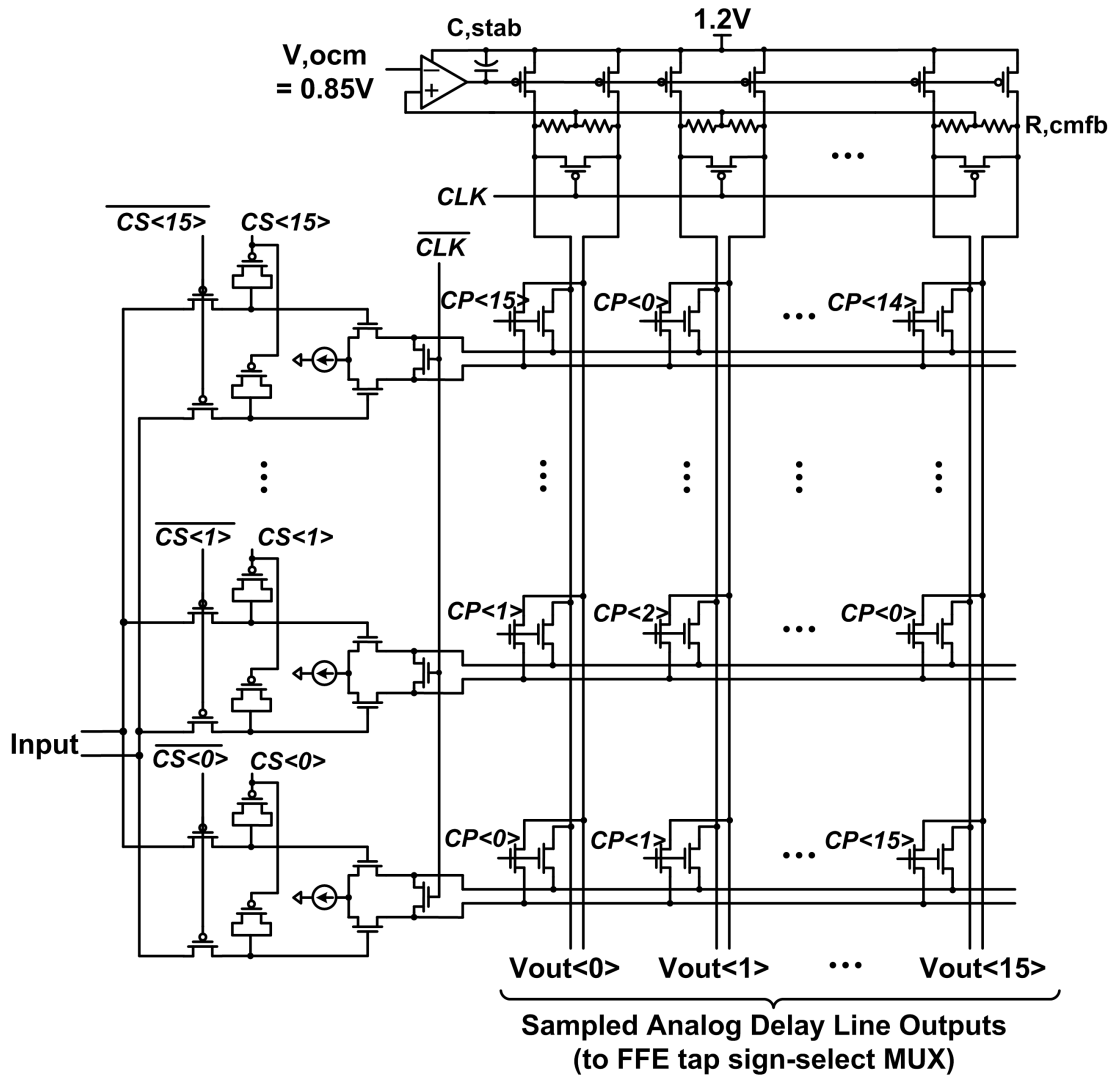 1.2V
C,stab
V,ocm
= 0.85V
−
+
R,cmfb
...
CLK
CS<15> CS<15>
CLK
CP<15> CP<0> ... CP<14>
CS<1> CS<1>
CP<1> CP<2> ... CP<0>
Input
CS<0> CS<0>
CP<0> CP<1> ... CP<15>
Vout<0> Vout<1> ... Vout<15>
Sampled Analog Delay Line Outputs
(to FFE tap sign-select MUX)